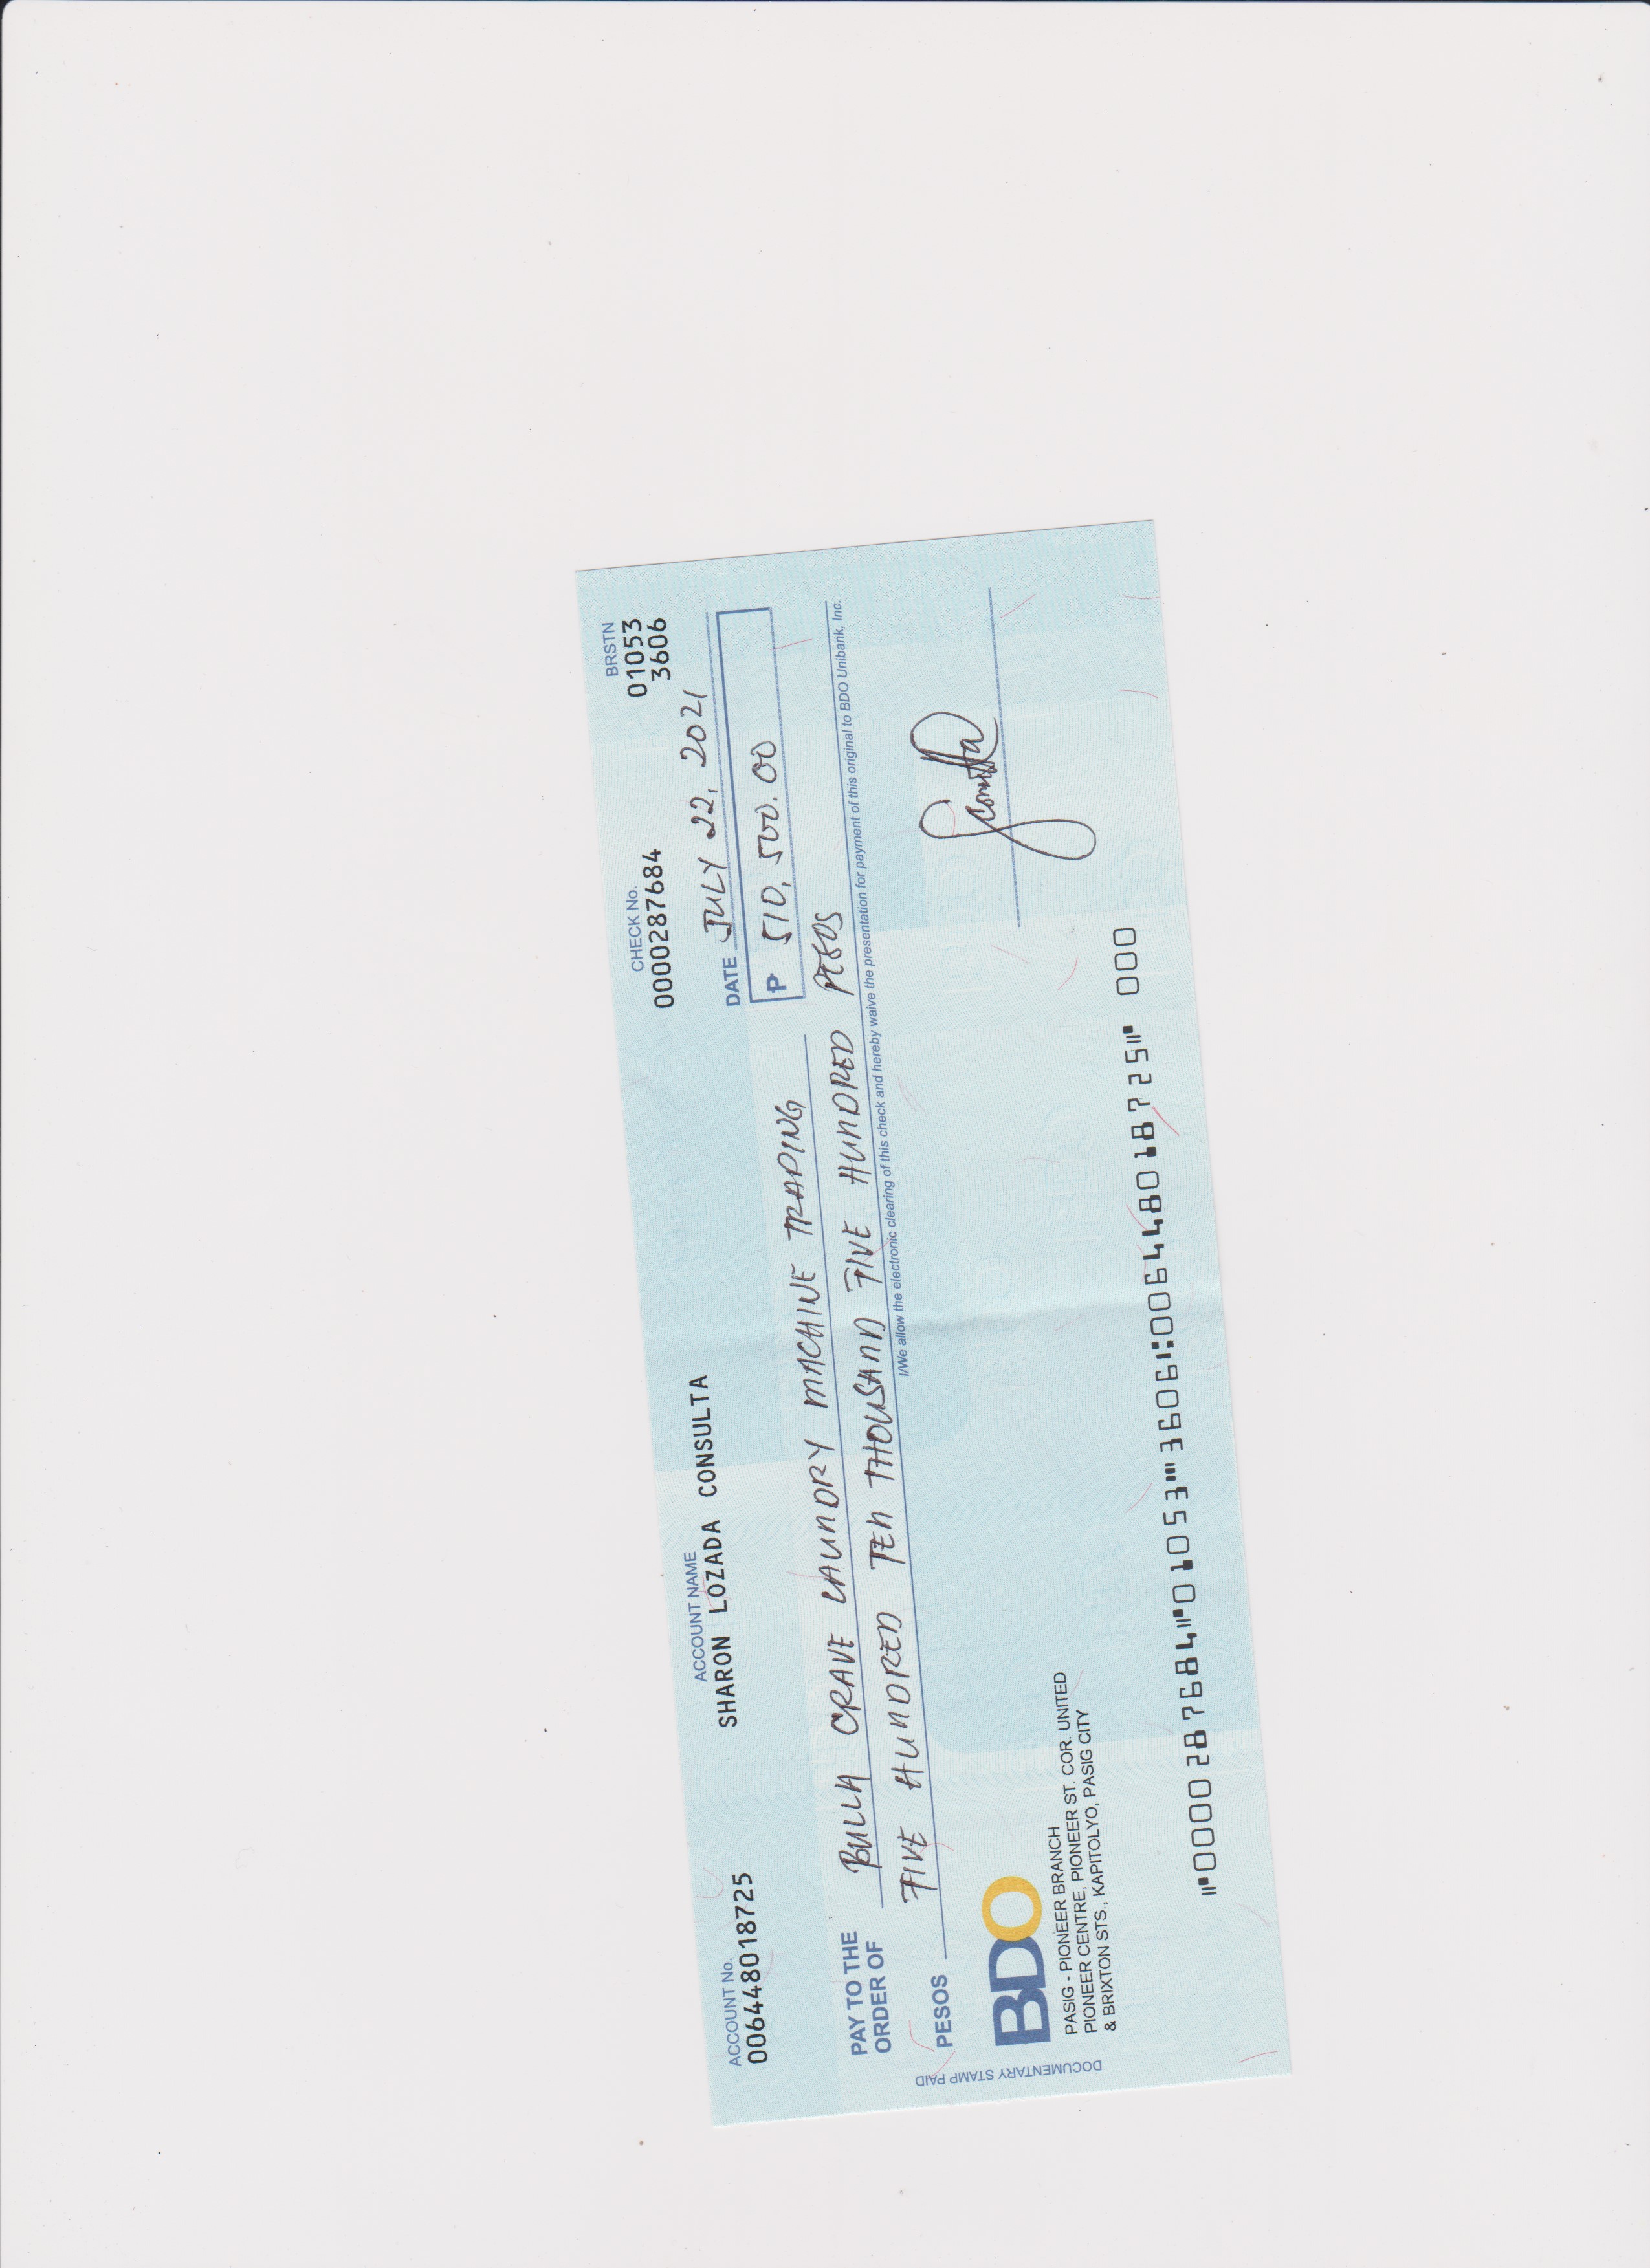 ACCOUNT No.
006448018725
ACCOUNT NAME
SHARON LOZADA CONSULTA
CHECK No.
0000287684
BRSTN
01053
3606
DATE JULY 22, 2021
PAY TO THE
ORDER OF
BULLA CRAVE LAUNDRY MACHINE TRADING
₱ 510,500.00
PESOS FIVE HUNDRED TEN THOUSAND FIVE HUNDRED PESOS
I/We allow the electronic clearing of this check and hereby waive the presentation for payment of this original to BDO Unibank, Inc.
DOCUMENTARY STAMP PAID
BDO
PASIG - PIONEER BRANCH
PIONEER CENTRE, PIONEER ST. COR. UNITED
& BRIXTON STS., KAPITOLYO, PASIG CITY
Sconsulta
⑈0000287684⑈01053⑉3606⑆006448018725⑈ 000